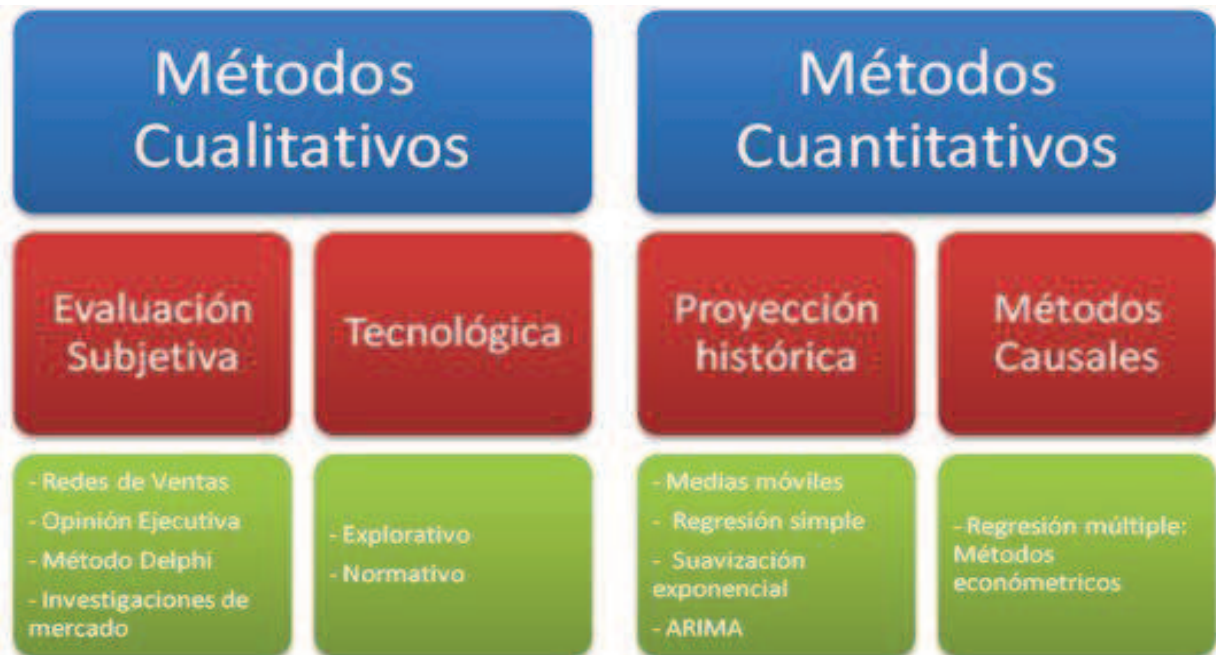 Métodos
Cualitativos
Métodos
Cuantitativos
Evaluación
Subjetiva
Tecnológica
Proyección
histórica
Métodos
Causales
- Redes de Ventas
- Opinión Ejecutiva
- Método Delphi
- Investigaciones de
mercado
- Explorativo
- Normativo
- Medias móviles
- Regresión simple
- Suavización
exponencial
- ARIMA
- Regresión múltiple:
Métodos
económetricos